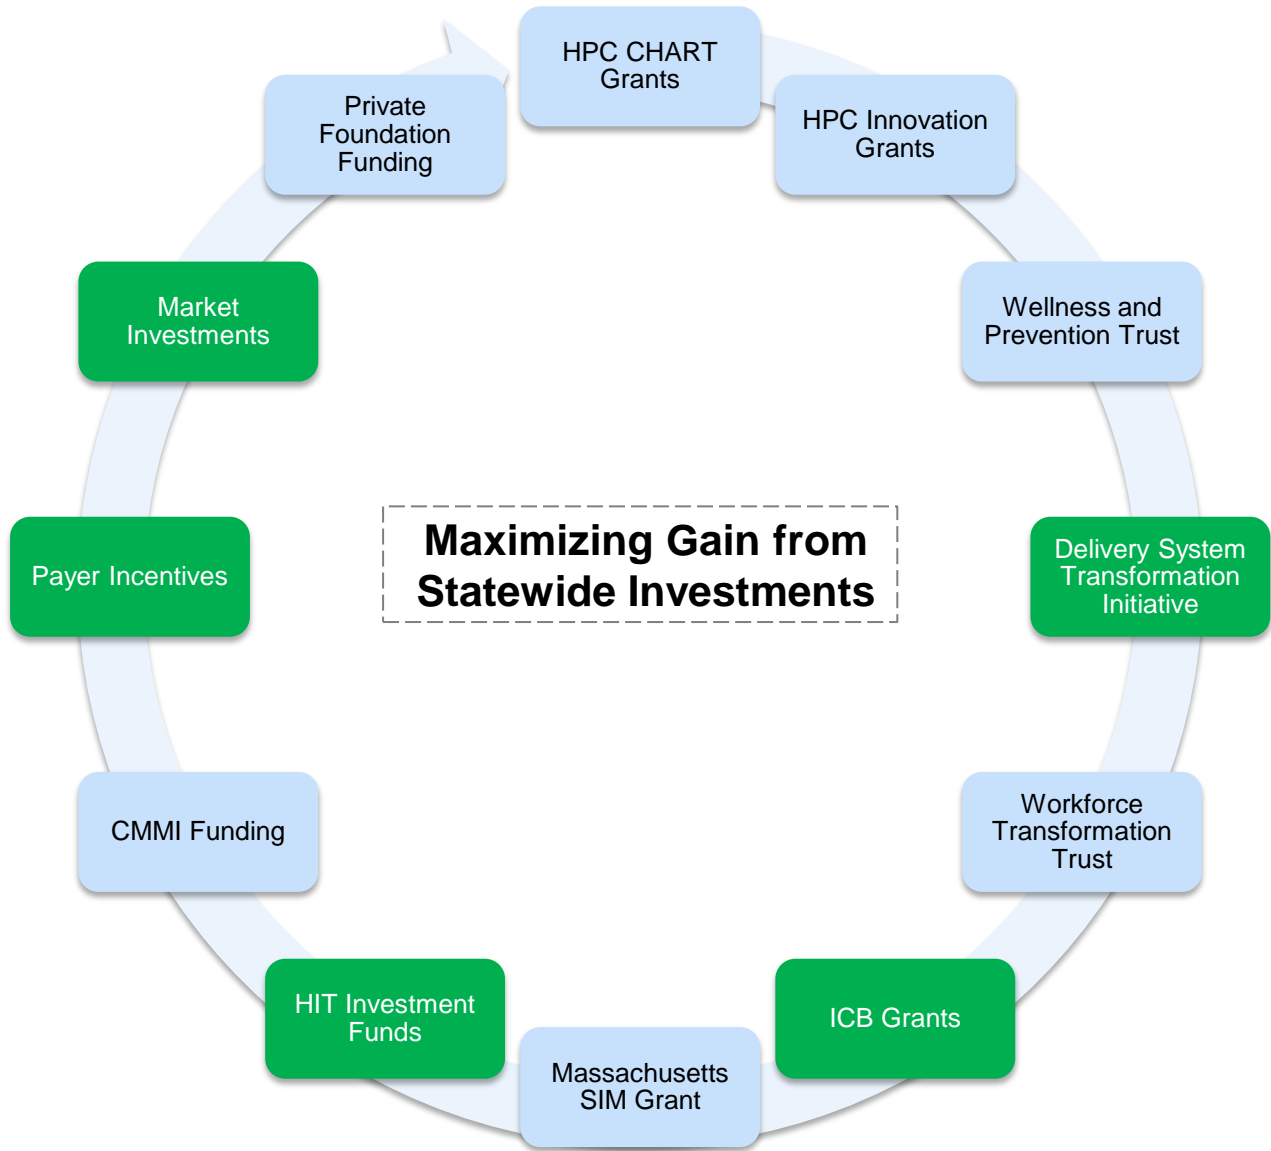 HPC CHART
Grants
HPC Innovation
Grants
Wellness and
Prevention Trust
Delivery System
Transformation
Initiative
Workforce
Transformation
Trust
ICB Grants
Massachusetts
SIM Grant
HIT Investment
Funds
CMMI Funding
Payer Incentives
Market
Investments
Private
Foundation
Funding
Maximizing Gain from
Statewide Investments